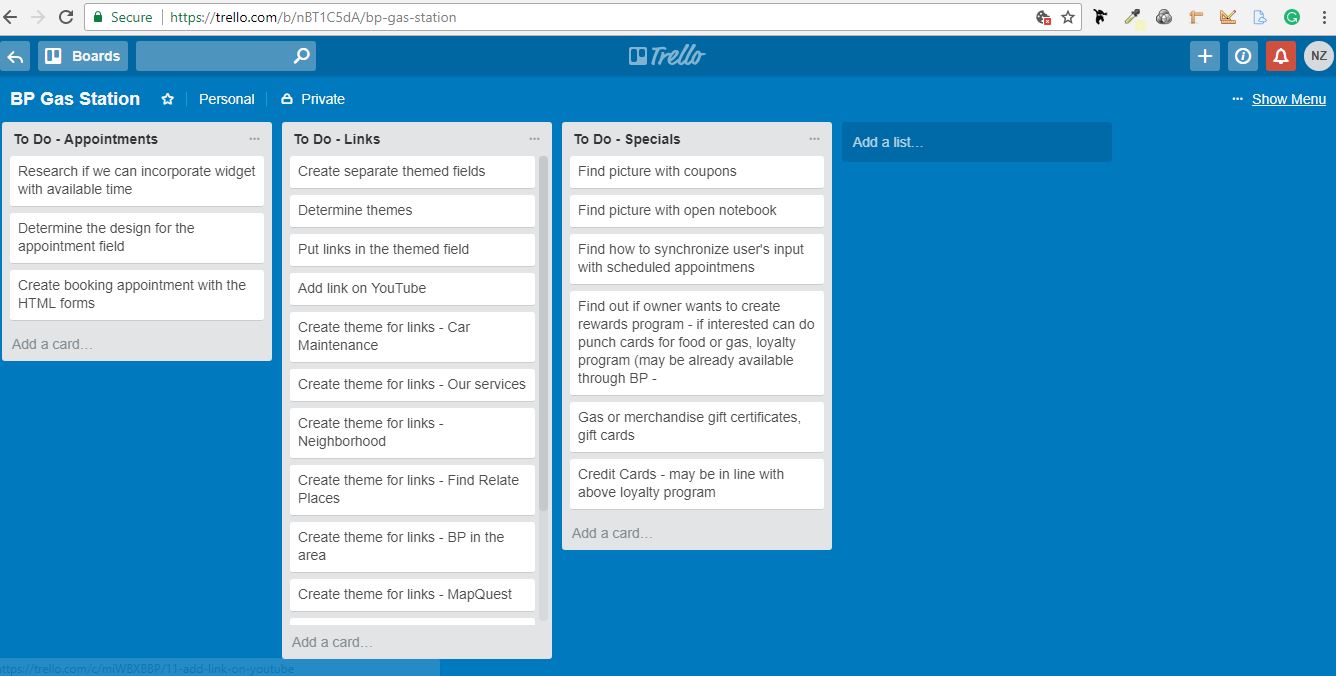 Secure https://trello.com/b/nBT1C5dA/bp-gas-station
Boards
Trello
NZ
BP Gas Station
Personal
Private
... Show Menu
To Do - Appointments ...
Research if we can incorporate widget
with available time
Determine the design for the
appointment field
Create booking appointment with the
HTML forms
Add a card...
To Do - Links ...
Create separate themed fields
Determine themes
Put links in the themed field
Add link on YouTube
Create theme for links - Car
Maintenance
Create theme for links - Our services
Create theme for links -
Neighborhood
Create theme for links - Find Relate
Places
Create theme for links - BP in the
area
Create theme for links - MapQuest
Add a card...
To Do - Specials ...
Find picture with coupons
Find picture with open notebook
Find how to synchronize user's input
with scheduled appointmens
Find out if owner wants to create
rewards program - if interested can do
punch cards for food or gas, loyalty
program (may be already available
through BP -
Gas or merchandise gift certificates,
gift cards
Credit Cards - may be in line with
above loyalty program
Add a card...
Add a list...
https://trello.com/c/miWBXBBP/11-add-link-on-youtube